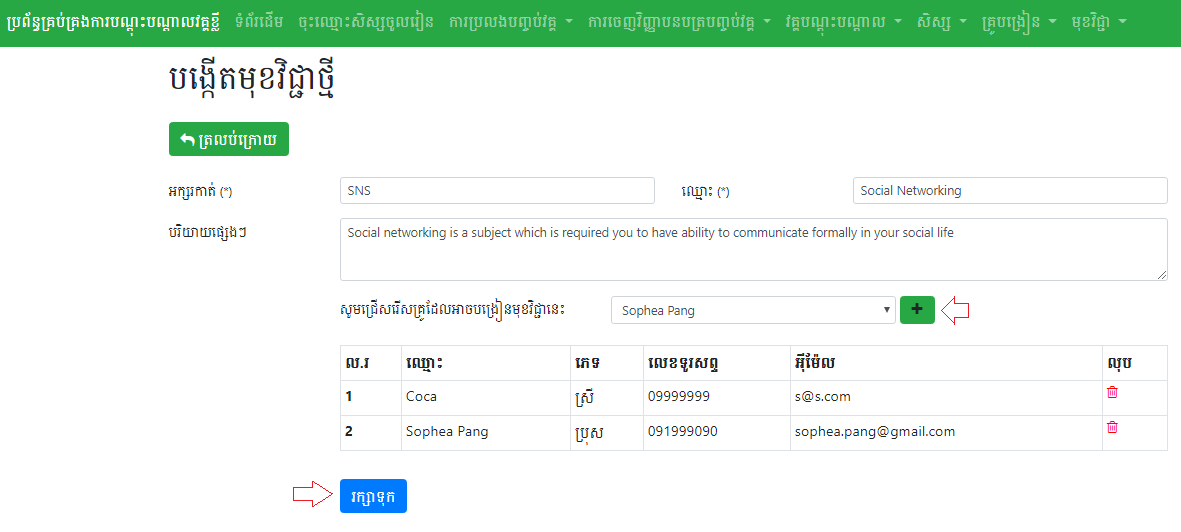 ប្រព័ន្ធគ្រប់គ្រងការបណ្តុះបណ្តាលវគ្គខ្លី ទំព័រដើម ចុះឈ្មោះសិស្សចូលរៀន ការប្រលងបញ្ចប់វគ្គ ការចេញវិញ្ញាបនបត្របញ្ចប់វគ្គ វគ្គបណ្តុះបណ្តាល សិស្ស គ្រូបង្រៀន មុខវិជ្ជា
បង្កើតមុខវិជ្ជាថ្មី
ត្រលប់ក្រោយ
អក្សរកាត់ (*) SNS ឈ្មោះ (*) Social Networking
បរិយាយផ្សេងៗ Social networking is a subject which is required you to have ability to communicate formally in your social life
សូមជ្រើសរើសគ្រូដែលអាចបង្រៀនមុខវិជ្ជានេះ Sophea Pang
ល.រ ឈ្មោះ ភេទ លេខទូរសព្ទ អ៊ីម៉ែល លុប
1 Coca ស្រី 09999999 s@s.com
2 Sophea Pang ប្រុស 091999090 sophea.pang@gmail.com
រក្សាទុក